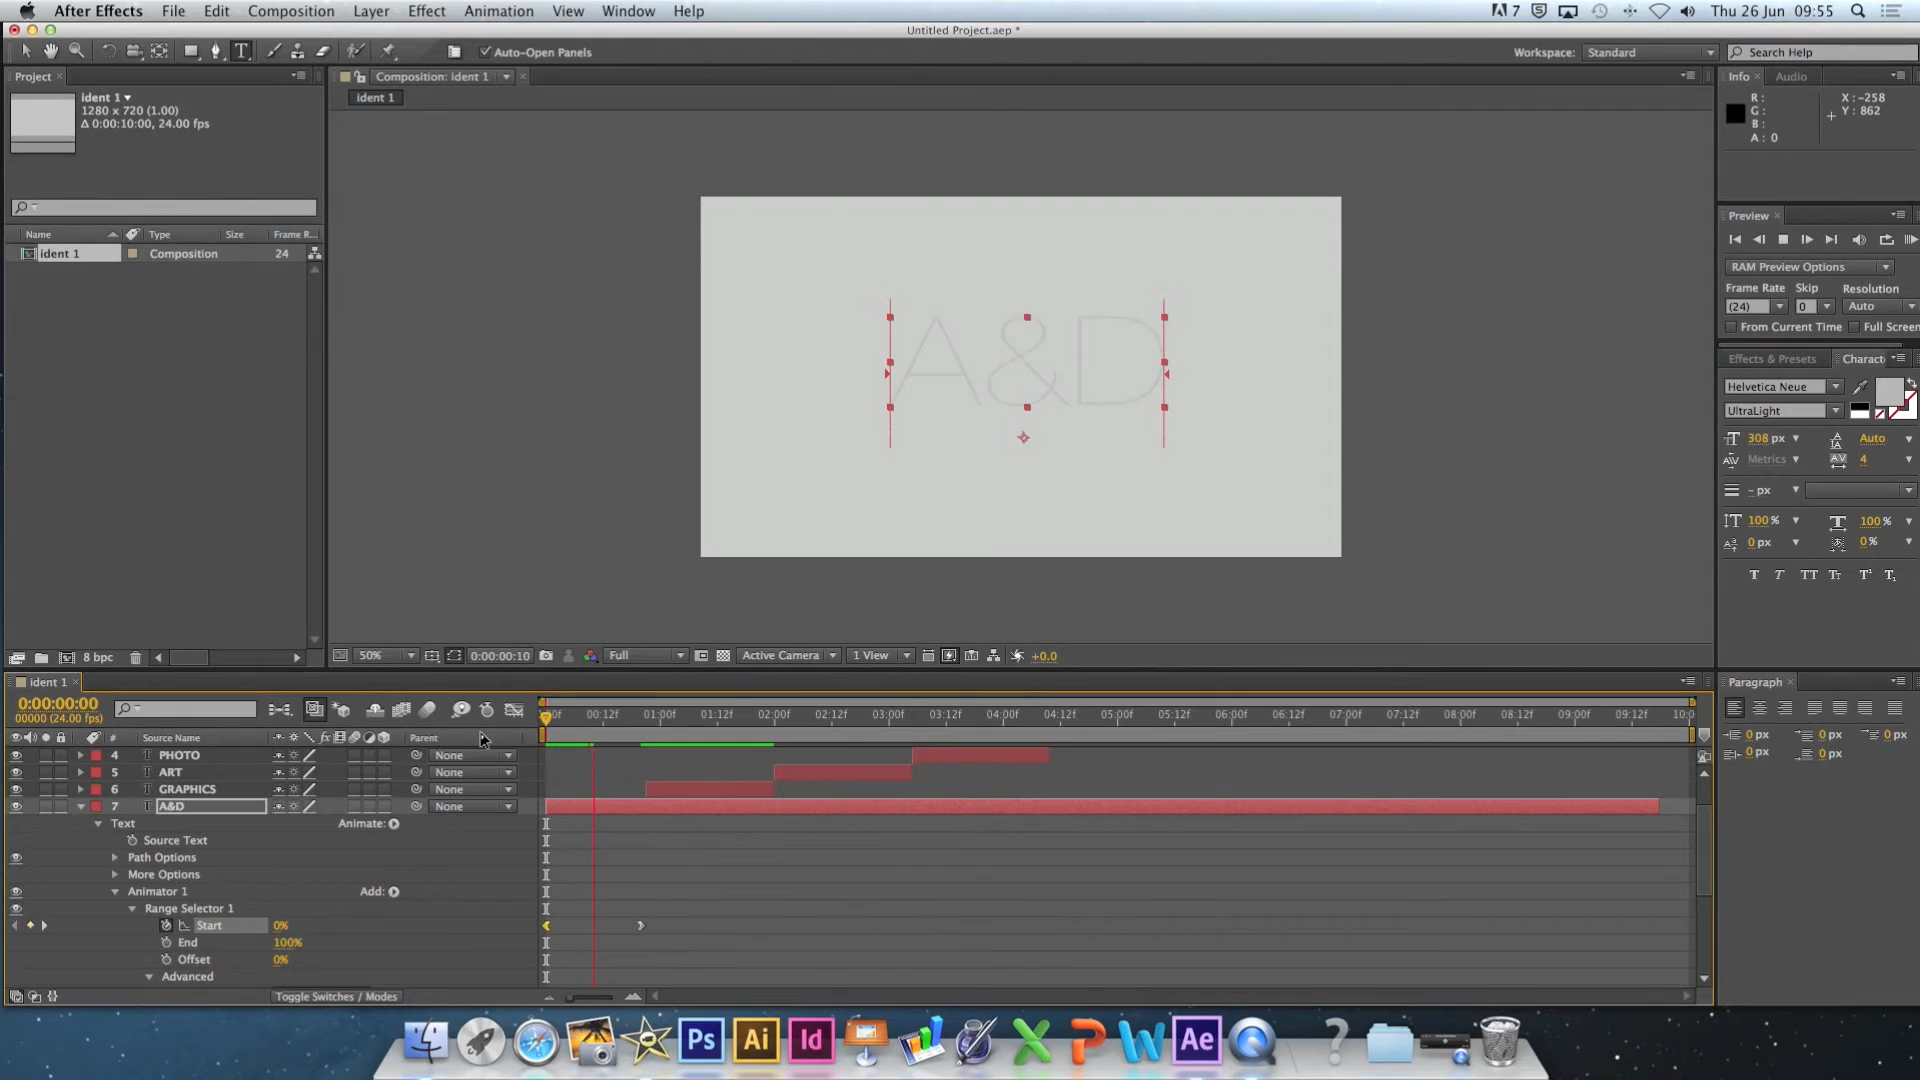 After Effects File Edit Composition Layer Effect Animation View Window Help 7 Thu 26 Jun 09:55
Untitled Project.aep *
Auto-Open Panels Workspace: Standard Search Help
Project Composition: ident 1 Info Audio
ident 1
1280 x 720 (1.00)
Δ 0:00:10:00, 24.00 fps
ident 1
R: X: -258
G: Y: 862
B:
A: 0
Preview
Name Type Size Frame R...
ident 1 Composition 24
RAM Preview Options
Frame Rate Skip Resolution
(24) 0 Auto
From Current Time Full Screen
Effects & Presets Charact
Helvetica Neue
UltraLight
A&D
308 px Auto
Metrics 4
- px
100 % 100 %
0 px 0 %
T T TT Tt T¹ T₁
8 bpc 50% 0:00:00:10 Full Active Camera 1 View +0.0
ident 1 Paragraph
0:00:00:00
00000 (24.00 fps)
00f 00:12f 01:00f 01:12f 02:00f 02:12f 03:00f 03:12f 04:00f 04:12f 05:00f 05:12f 06:00f 06:12f 07:00f 07:12f 08:00f 08:12f 09:00f 09:12f 10:0
# Source Name Parent
0 px 0 px 0 px
0 px 0 px
4 T PHOTO None
5 T ART None
6 T GRAPHICS None
7 T A&D None
Text Animate:
Source Text
Path Options
More Options
Animator 1 Add:
Range Selector 1
Start 0%
End 100%
Offset 0%
Advanced
Toggle Switches / Modes
Ps Ai Id X P W Ae ?